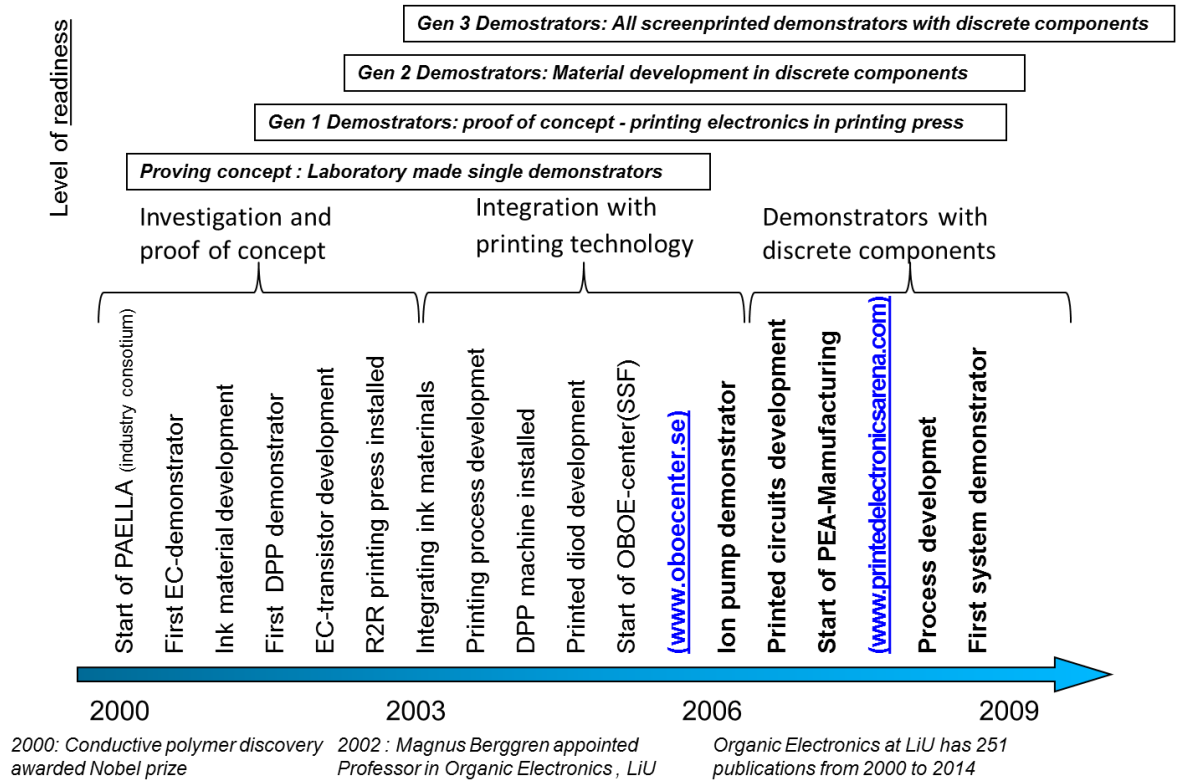 Gen 3 Demostrators: All screenprinted demonstrators with discrete components
Gen 2 Demostrators: Material development in discrete components
Gen 1 Demostrators: proof of concept - printing electronics in printing press
Proving concept : Laboratory made single demonstrators
Level of readiness
Investigation and
proof of concept
Integration with
printing technology
Demonstrators with
discrete components
Start of PAELLA (industry consotium)
First EC-demonstrator
Ink material development
First DPP demonstrator
EC-transistor development
R2R printing press installed
Integrating ink materinals
Printing process developmet
DPP machine installed
Printed diod development
Start of OBOE-center(SSF)
(www.oboecenter.se)
Ion pump demonstrator
Printed circuits development
Start of PEA-Mamufacturing
(www.printedelectronicsarena.com)
Process developmet
First system demonstrator
2000
2003
2006
2009
2000: Conductive polymer discovery
awarded Nobel prize
2002 : Magnus Berggren appointed
Professor in Organic Electronics , LiU
Organic Electronics at LiU has 251
publications from 2000 to 2014